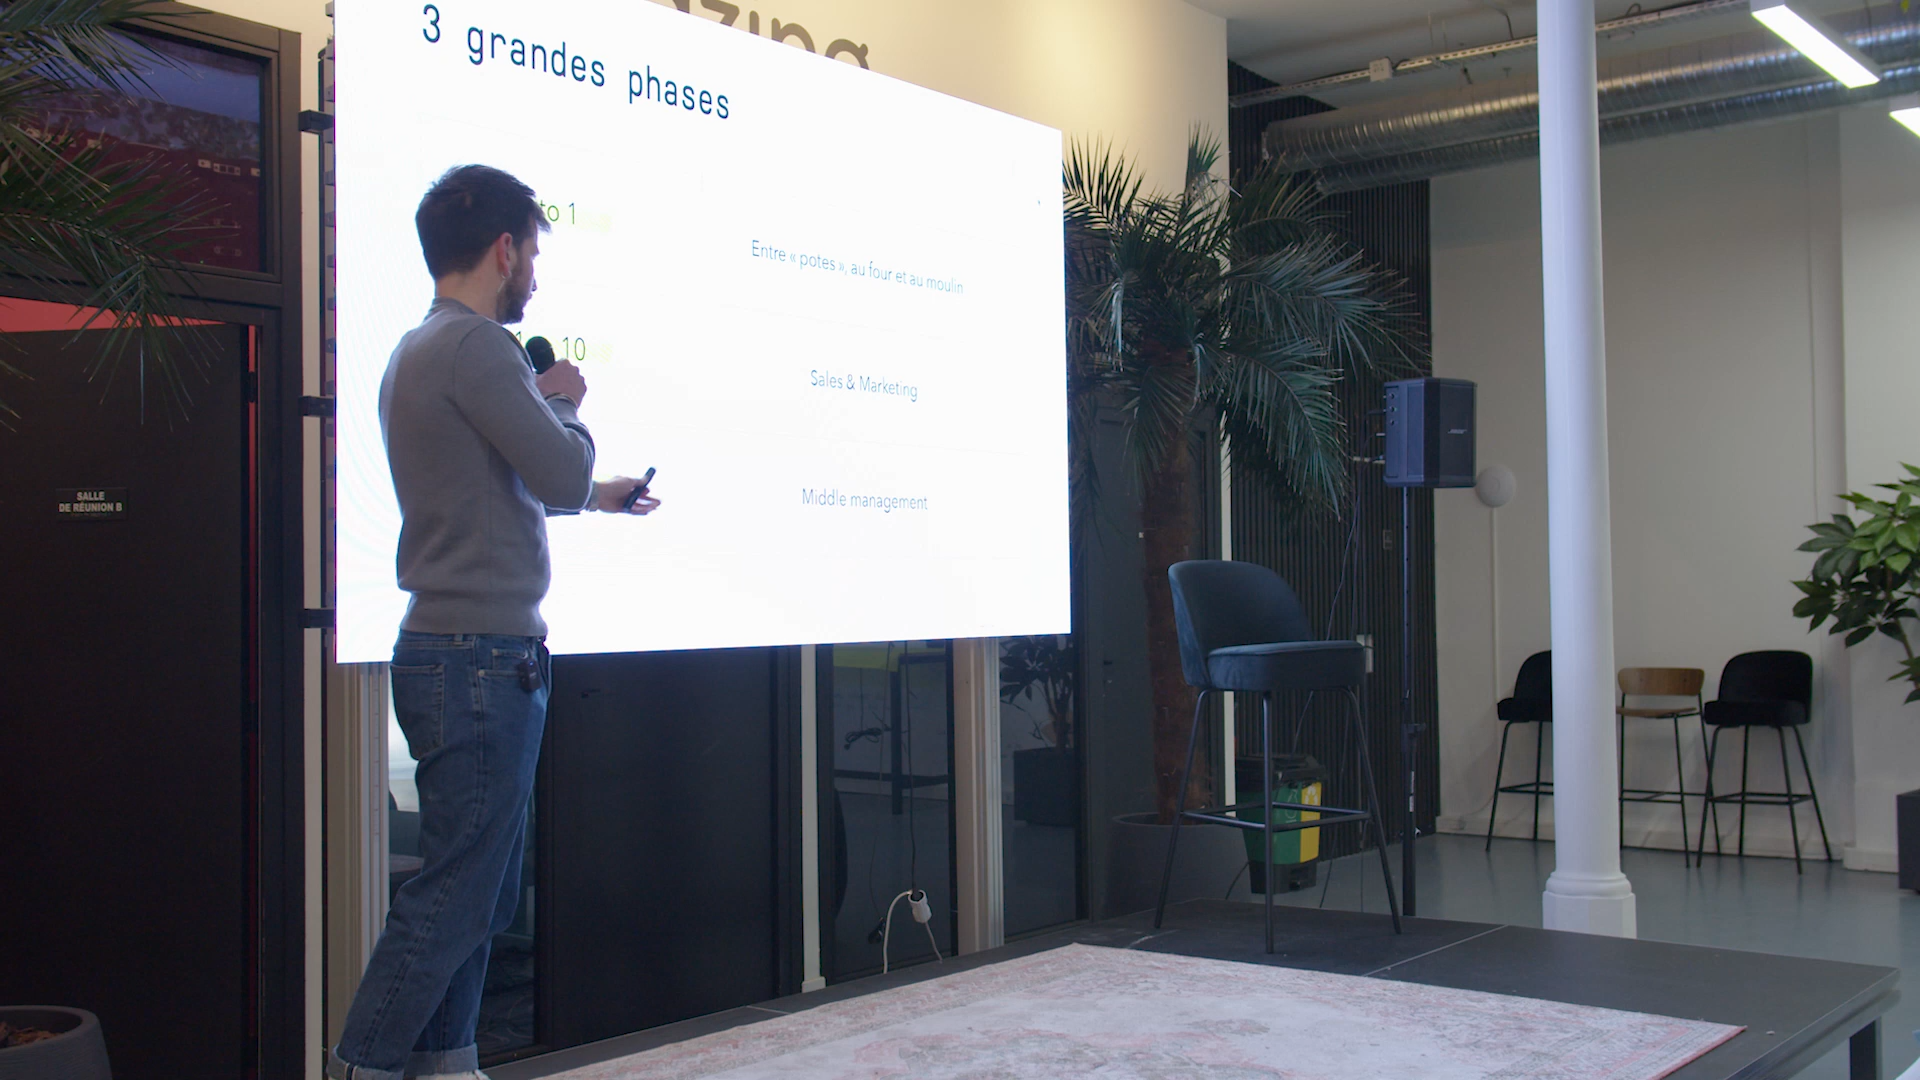 3 grandes phases
to 1
Entre « potes », au four et au moulin
10
Sales & Marketing
Middle management
SALLE
DE RÉUNION B
BOSE